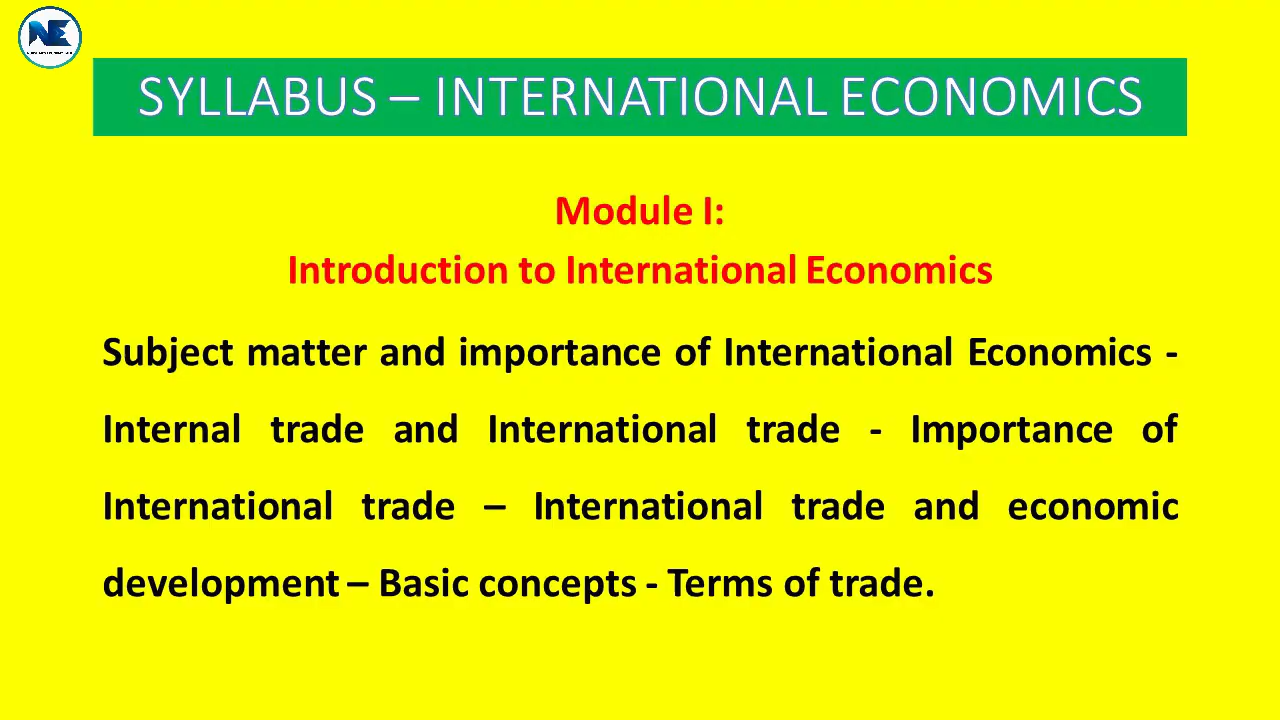 NE
SYLLABUS – INTERNATIONAL ECONOMICS
Module I:
Introduction to International Economics
Subject matter and importance of International Economics -
Internal trade and International trade - Importance of
International trade – International trade and economic
development – Basic concepts - Terms of trade.